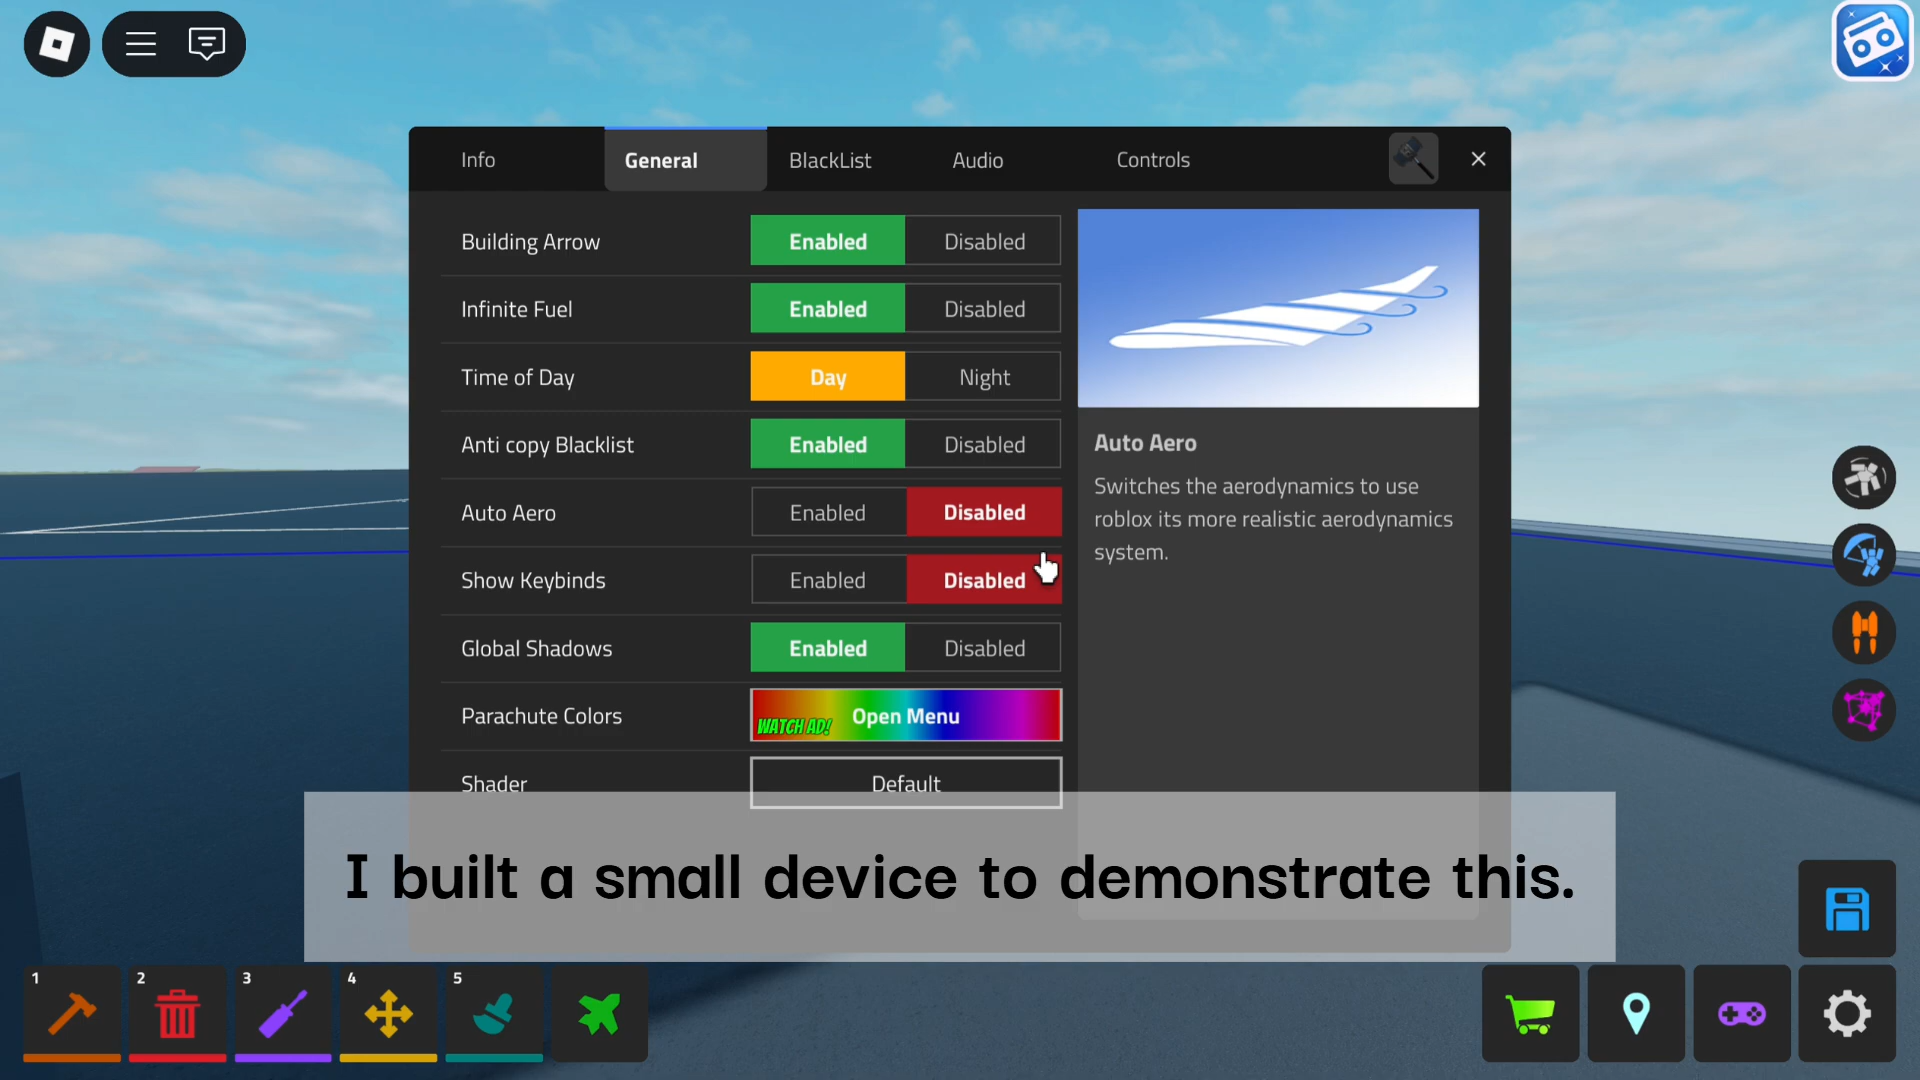 Info General BlackList Audio Controls
Building Arrow Enabled Disabled
Infinite Fuel Enabled Disabled
Time of Day Day Night
Anti copy Blacklist Enabled Disabled
Auto Aero Enabled Disabled
Show Keybinds Enabled Disabled
Global Shadows Enabled Disabled
Parachute Colors WATCH AD! Open Menu
Shader Default
Auto Aero
Switches the aerodynamics to use
roblox its more realistic aerodynamics
system.
I built a small device to demonstrate this.
1 2 3 4 5